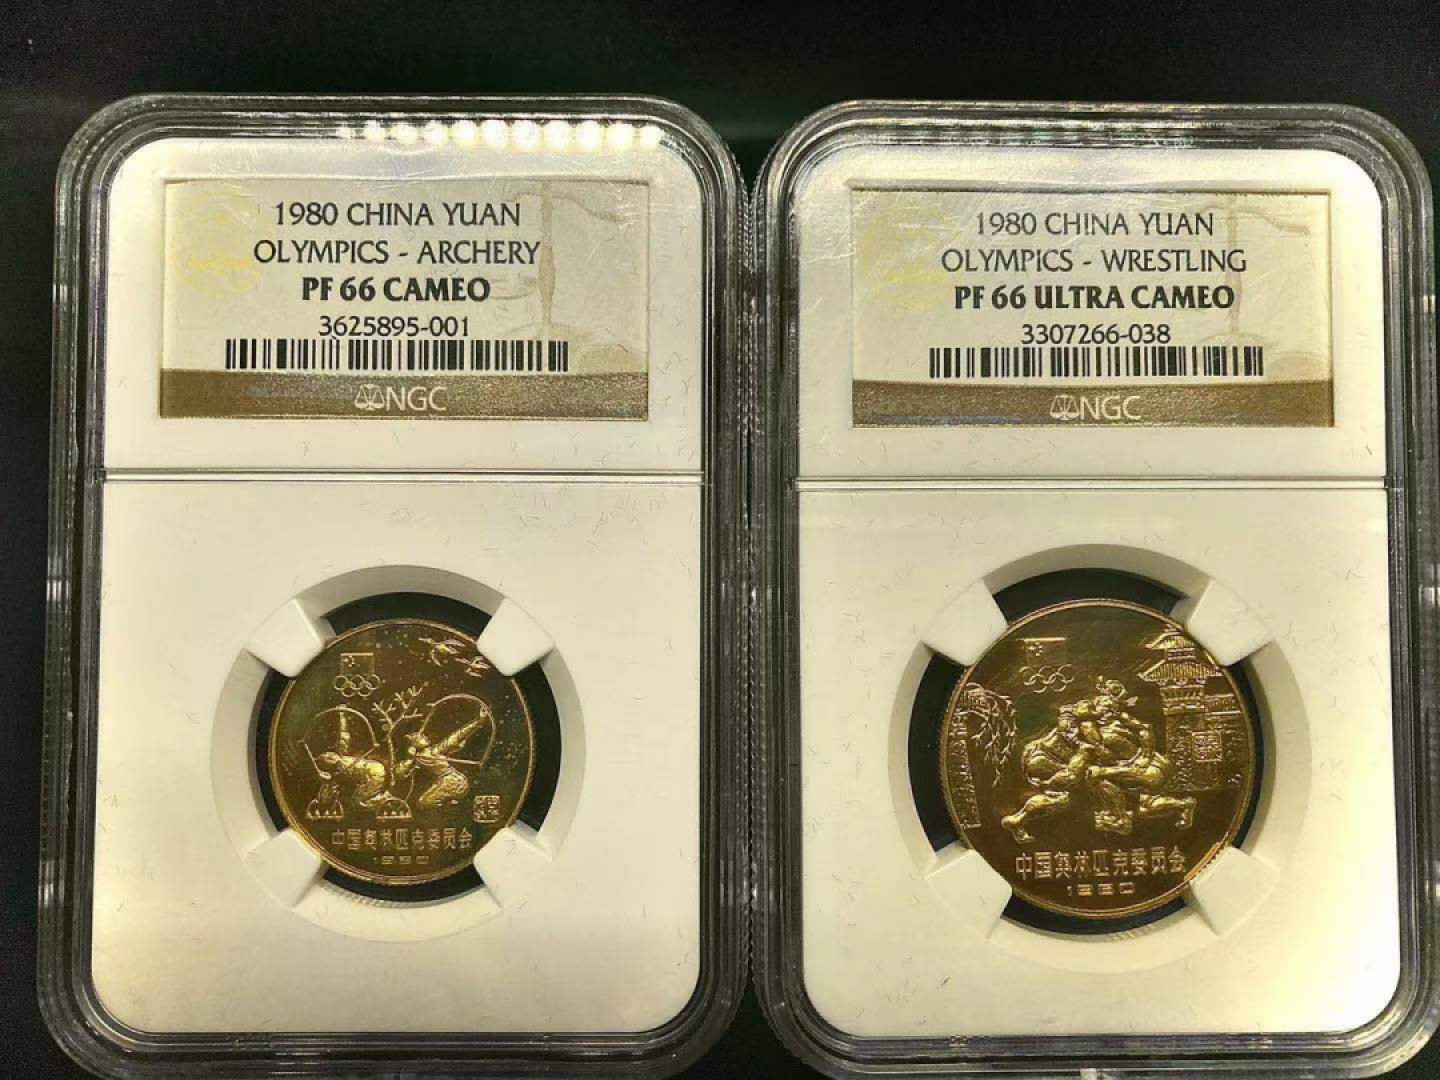 1980 CHINA YUAN
OLYMPICS - ARCHERY
PF 66 CAMEO
3625895-001
NGC
中国奥林匹克委员会
1980
1980 CHINA YUAN
OLYMPICS - WRESTLING
PF 66 ULTRA CAMEO
3307266-038
NGC
中国奥林匹克委员会
1980